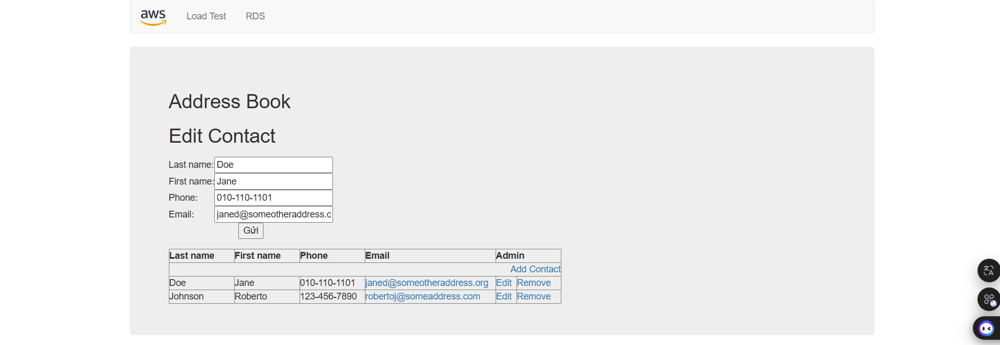 aws Load Test RDS
Address Book
Edit Contact
Last name: Doe
First name: Jane
Phone: 010-110-1101
Email: janed@someotheraddress.o
Gửi
Last name First name Phone Email Admin
Add Contact
Doe Jane 010-110-1101 janed@someotheraddress.org Edit Remove
Johnson Roberto 123-456-7890 robertoj@someaddress.com Edit Remove